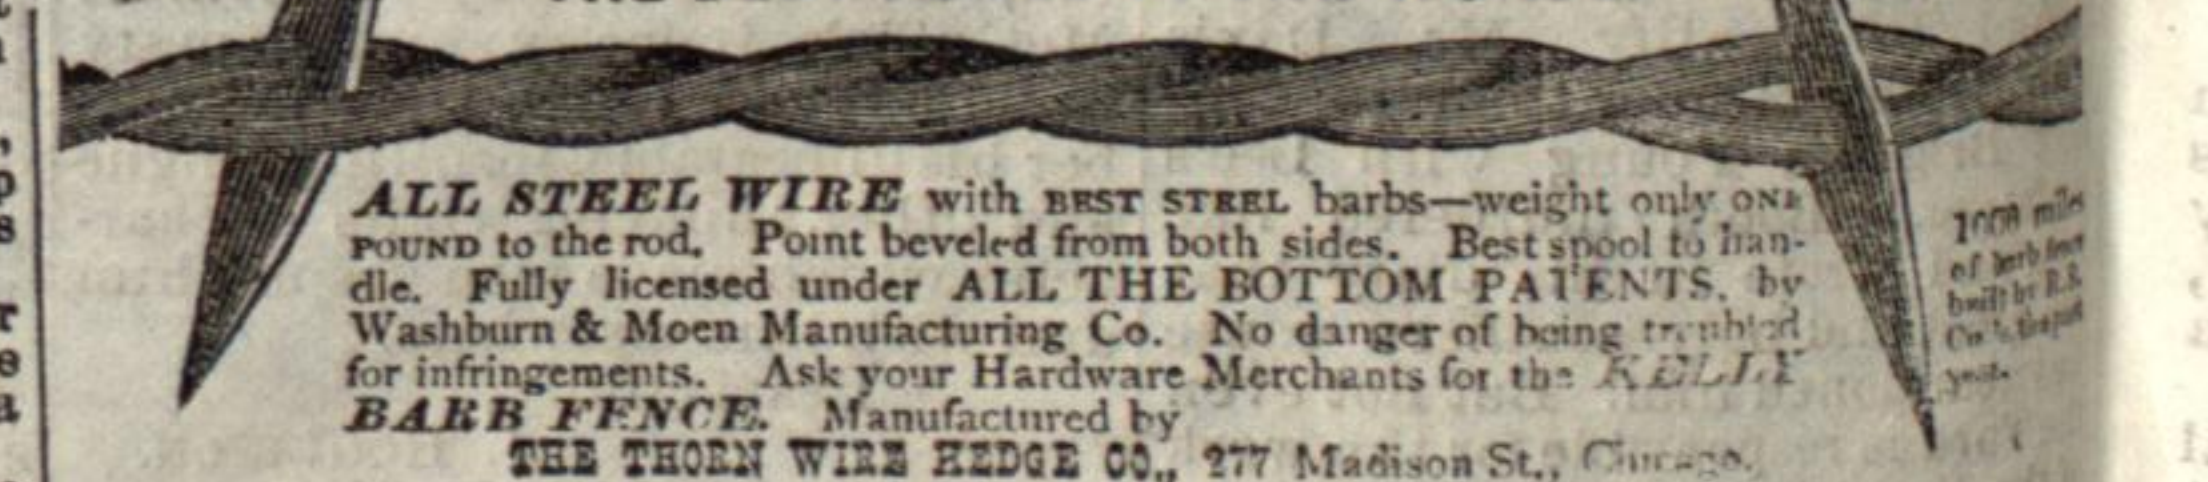 ALL STEEL WIRE with BEST STEEL barbs—weight only ONE
POUND to the rod. Point beveled from both sides. Best spool to han-
dle. Fully licensed under ALL THE BOTTOM PATENTS, by
Washburn & Moen Manufacturing Co. No danger of being troubled
for infringements. Ask your Hardware Merchants for the KELLY
BARB FENCE. Manufactured by
THE THORN WIRE HEDGE CO., 277 Madison St., Chicago.
1000 miles
of barb fence
built by R.R.
Co.'s the past
year.